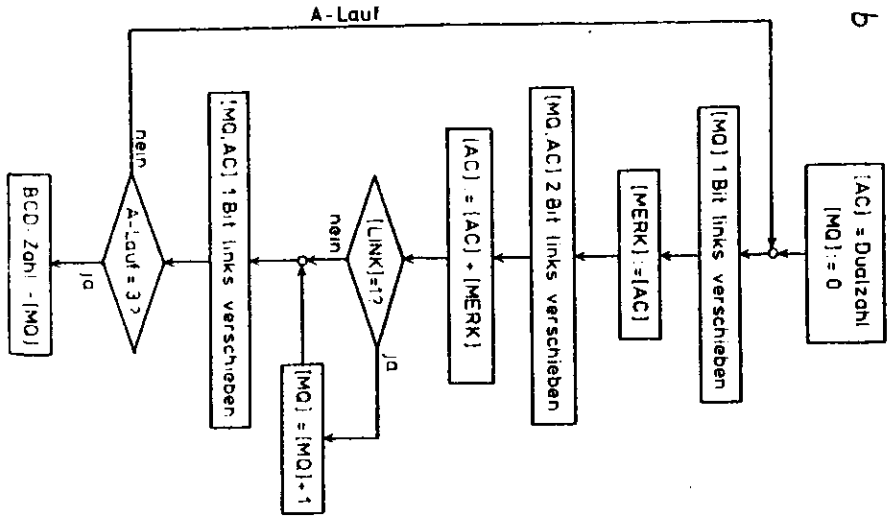 b
[AC] = Dualzahl
[MQ] := 0
[MQ] 1 Bit links verschieben
[MERK] := [AC]
[MQ, AC] 2 Bit links verschieben
[AC] := [AC] + [MERK]
[LINK]=1?
ja
nein
[MQ] = [MQ] + 1
[MQ, AC] 1 Bit links verschieben
A-Lauf = 3?
nein
ja
A-Lauf
BCD-Zahl - [MQ]